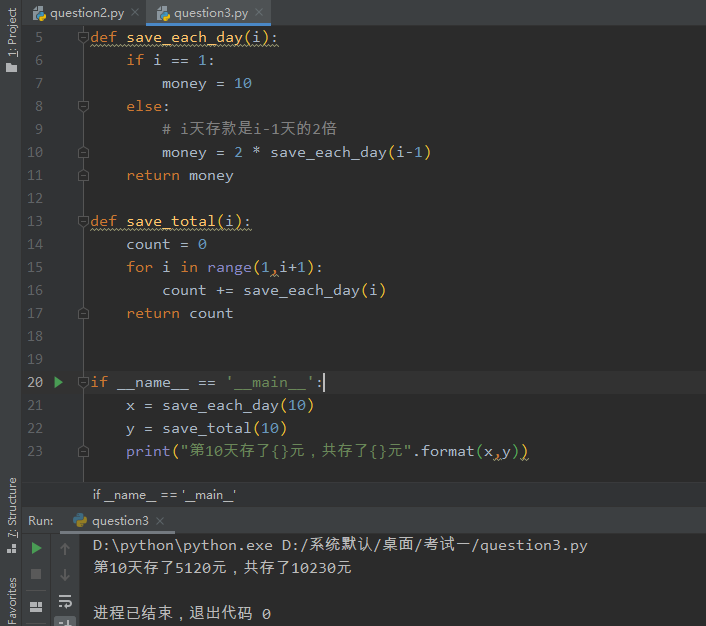 question2.py
question3.py
1: Project
5 def save_each_day(i):
6 if i == 1:
7 money = 10
8 else:
9 # i天存款是i-1天的2倍
10 money = 2 * save_each_day(i-1)
11 return money
12
13 def save_total(i):
14 count = 0
15 for i in range(1,i+1):
16 count += save_each_day(i)
17 return count
18
19
20 if __name__ == '__main__':
21 x = save_each_day(10)
22 y = save_total(10)
23 print("第10天存了{}元，共存了{}元".format(x,y))
if __name__ == '__main__'
7: Structure
Favorites
Run: question3
D:\python\python.exe D:/系统默认/桌面/考试一/question3.py
第10天存了5120元，共存了10230元
进程已结束，退出代码 0